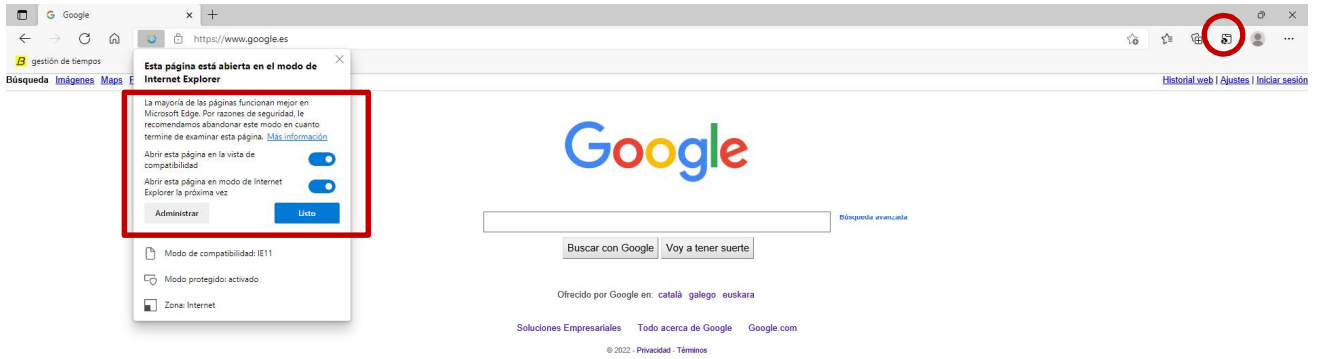 Google
https://www.google.es
gestión de tiempos
Búsqueda Imágenes Maps
Historial web | Ajustes | Iniciar sesión
Esta página está abierta en el modo de
Internet Explorer
La mayoría de las páginas funcionan mejor en
Microsoft Edge. Por razones de seguridad, le
recomendamos abandonar este modo en cuanto
termine de examinar esta página. Más información
Abrir esta página en la vista de
compatibilidad
Abrir esta página en modo de Internet
Explorer la próxima vez
Administrar Listo
Modo de compatibilidad: IE11
Modo protegido: activado
Zona: Internet
Google
Búsqueda avanzada
Buscar con Google Voy a tener suerte
Ofrecido por Google en: català galego euskara
Soluciones Empresariales Todo acerca de Google Google.com
© 2022 - Privacidad - Términos